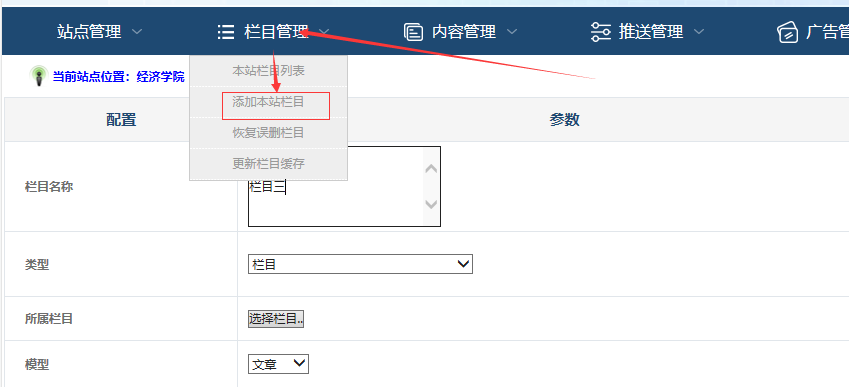 站点管理 栏目管理 内容管理 推送管理 广告管
当前站点位置：经济学院
本站栏目列表
添加本站栏目
恢复误删栏目
更新栏目缓存
配置 参数
栏目名称 栏目三
类型 栏目
所属栏目 选择栏目..
模型 文章